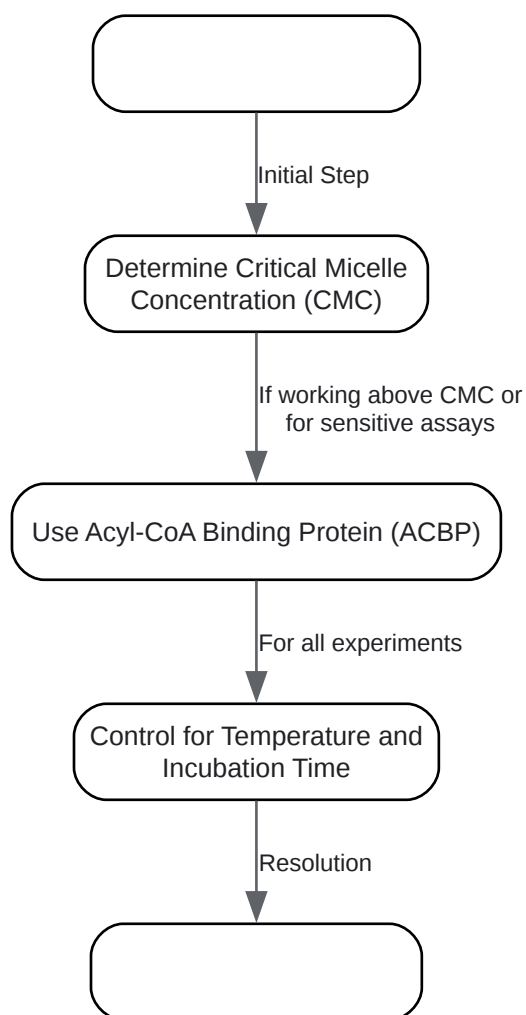 Initial Step
Determine Critical Micelle
Concentration (CMC)
If working above CMC or
for sensitive assays
Use Acyl-CoA Binding Protein (ACBP)
For all experiments
Control for Temperature and
Incubation Time
Resolution